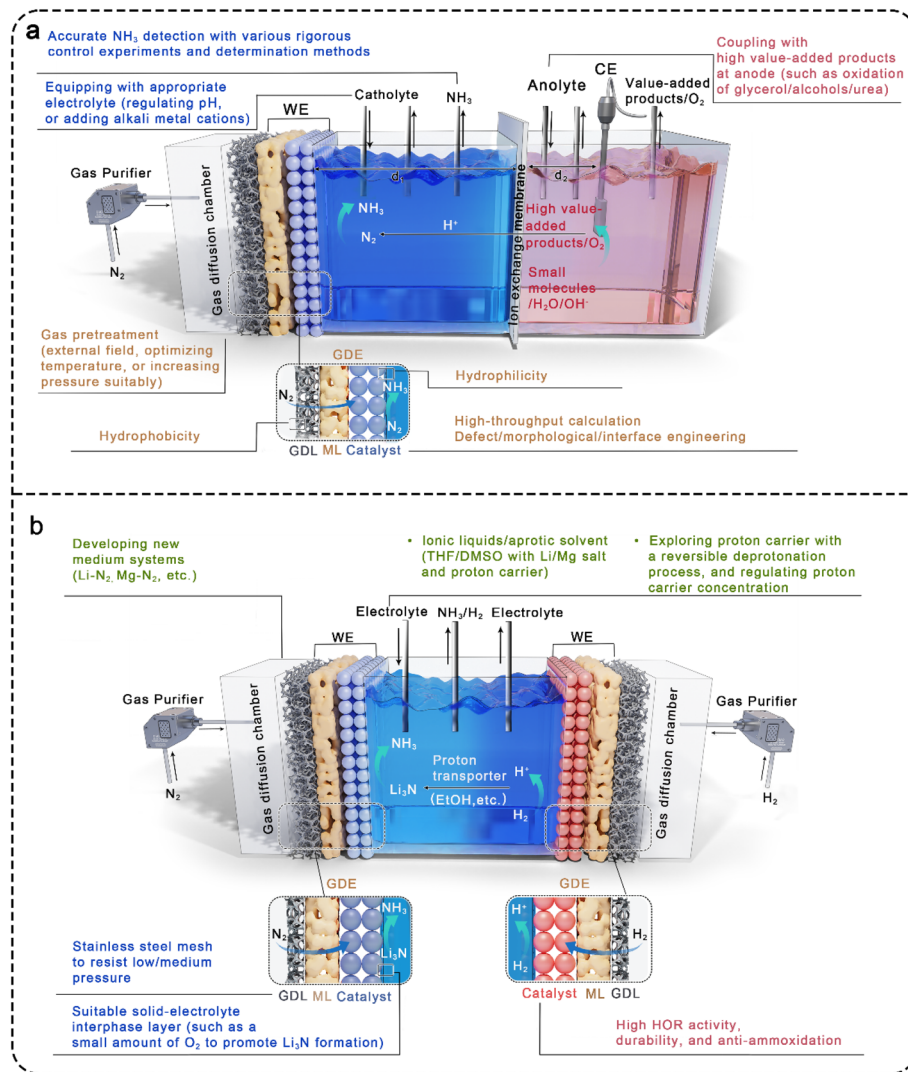 a
Accurate NH3 detection with various rigorous
control experiments and determination methods
Equipping with appropriate
electrolyte (regulating pH,
or adding alkali metal cations)
Coupling with
high value-added products
at anode (such as oxidation
of glycerol/alcohols/urea)
WE
Catholyte
NH3
Anolyte
CE
Value-added
products/O2
Gas Purifier
N2
Gas diffusion chamber
d1
d2
Ion exchange membrane
NH3
N2
H+
High value-
added
products/O2
Small
molecules
/H2O/OH-
Gas pretreatment
(external field, optimizing
temperature, or increasing
pressure suitably)
GDE
N2
NH3
N2
Hydrophilicity
Hydrophobicity
High-throughput calculation
Defect/morphological/interface engineering
GDL ML Catalyst
b
Developing new
medium systems
(Li-N2, Mg-N2, etc.)
• Ionic liquids/aprotic solvent
(THF/DMSO with Li/Mg salt
and proton carrier)
• Exploring proton carrier with
a reversible deprotonation
process, and regulating proton
carrier concentration
WE
Electrolyte
NH3/H2
Electrolyte
WE
Gas Purifier
N2
Gas diffusion chamber
NH3
Li3N
Proton
transporter
(EtOH,etc.)
H+
H2
Gas diffusion chamber
Gas Purifier
H2
GDE
N2
NH3
Li3N
GDL ML Catalyst
GDE
H+
H2
H2
Catalyst ML GDL
Stainless steel mesh
to resist low/medium
pressure
Suitable solid-electrolyte
interphase layer (such as a
small amount of O2 to promote Li3N formation)
High HOR activity,
durability, and anti-ammoxidation